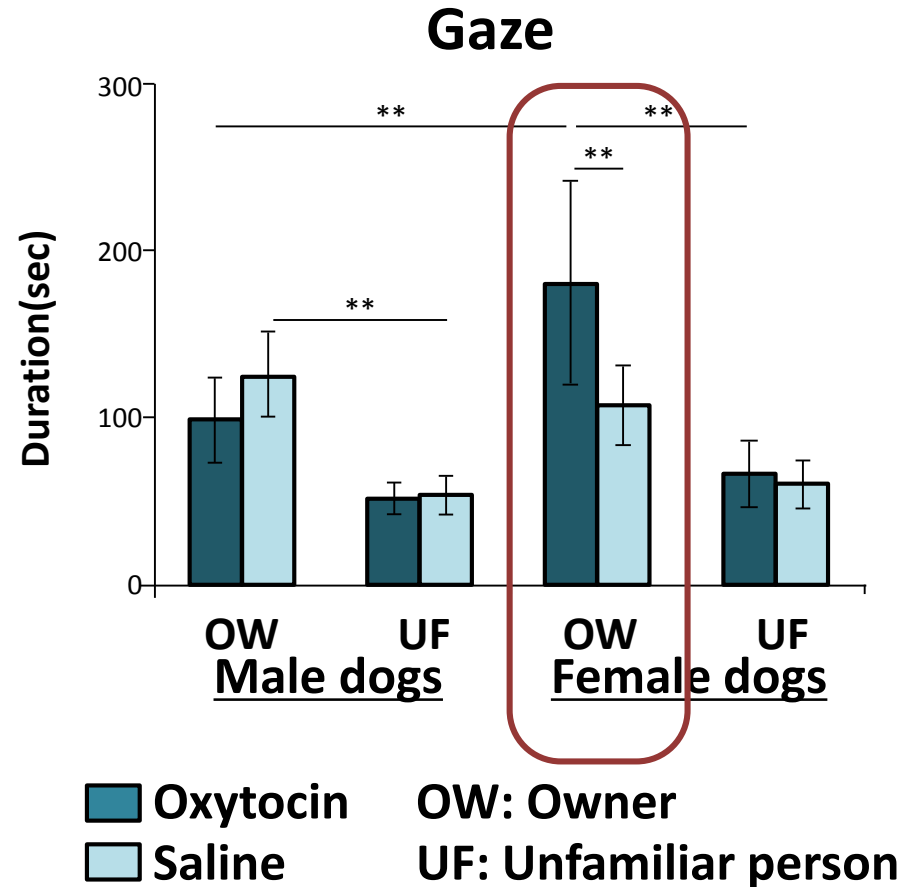 Gaze
300
200
100
0
Duration(sec)
**
**
**
**
OW UF OW UF
Male dogs Female dogs
Oxytocin OW: Owner
Saline UF: Unfamiliar person